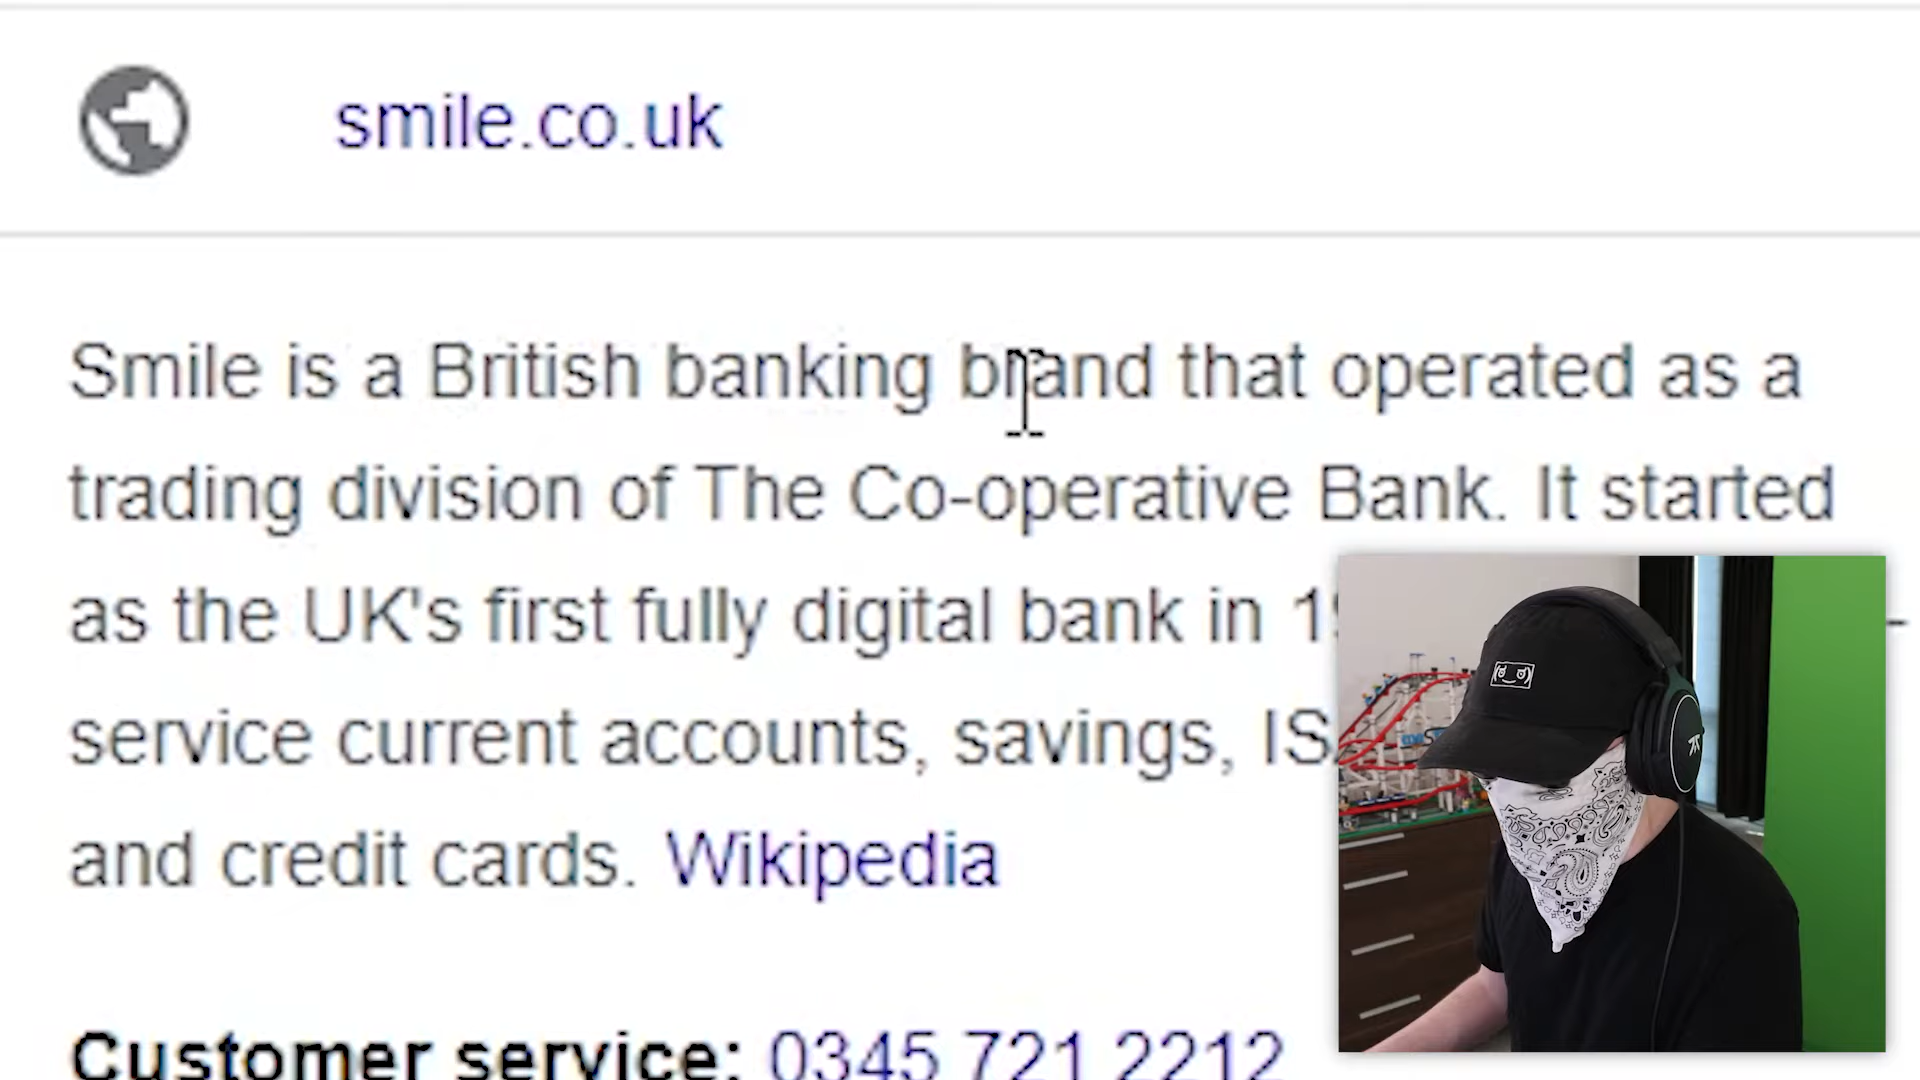 smile.co.uk
Smile is a British banking brand that operated as a
trading division of The Co-operative Bank. It started
as the UK's first fully digital bank in
service current accounts, savings,
and credit cards. Wikipedia
Customer service: 0345 721 2212